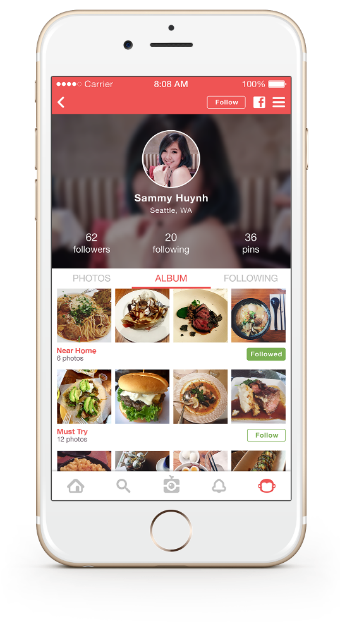 Carrier 8:08 AM 100%
Follow
Sammy Huynh
Seattle, WA
62 20 36
followers following pins
PHOTOS ALBUM FOLLOWING
Near Home Followed
6 photos
Must Try Follow
12 photos